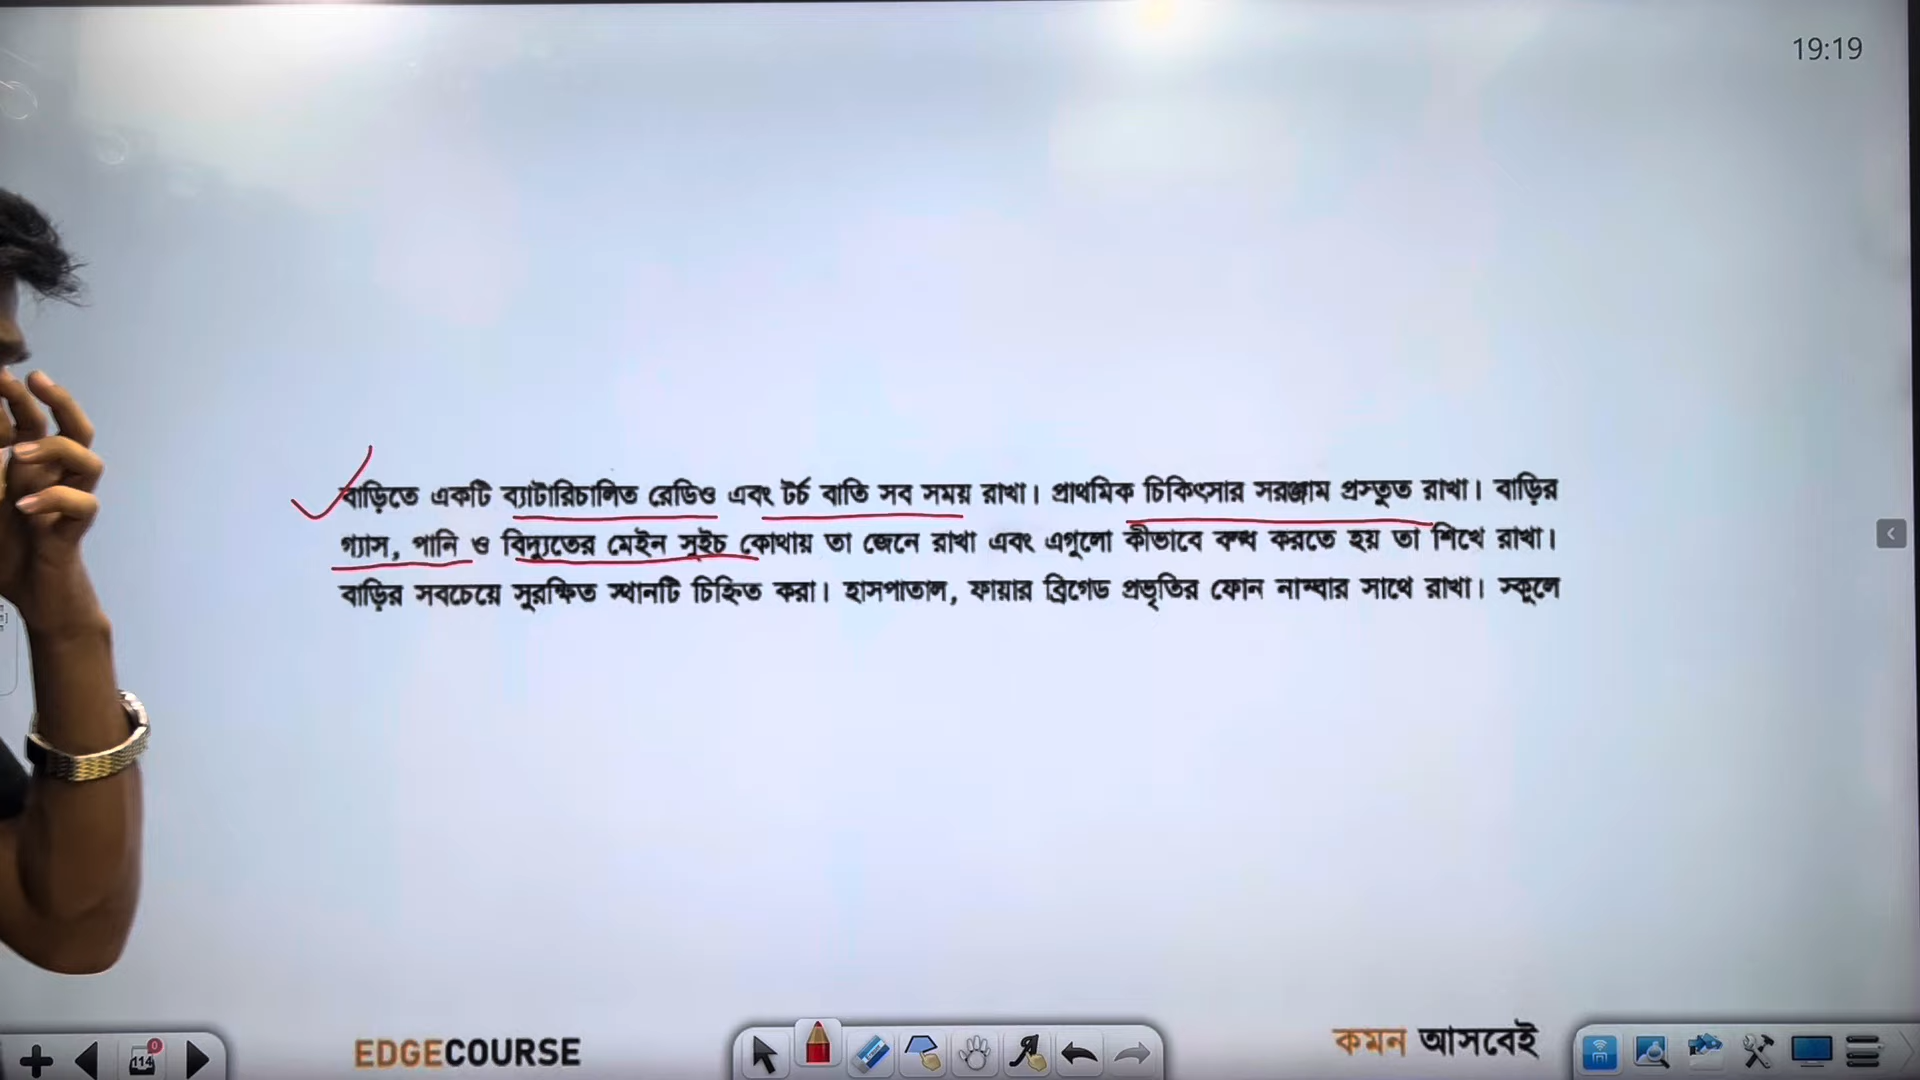 19:19
বাড়িতে একটি ব্যাটারিচালিত রেডিও এবং টর্চ বাতি সব সময় রাখা। প্রাথমিক চিকিৎসার সরঞ্জাম প্রস্তুত রাখা। বাড়ির
গ্যাস, পানি ও বিদ্যুতের মেইন সুইচ কোথায় তা জেনে রাখা এবং এগুলো কীভাবে বন্ধ করতে হয় তা শিখে রাখা।
বাড়ির সবচেয়ে সুরক্ষিত স্থানটি চিহ্নিত করা। হাসপাতাল, ফায়ার ব্রিগেড প্রভৃতির ফোন নাম্বার সাথে রাখা। স্কুলে
114
0
EDGECOURSE
কমন আসবেই